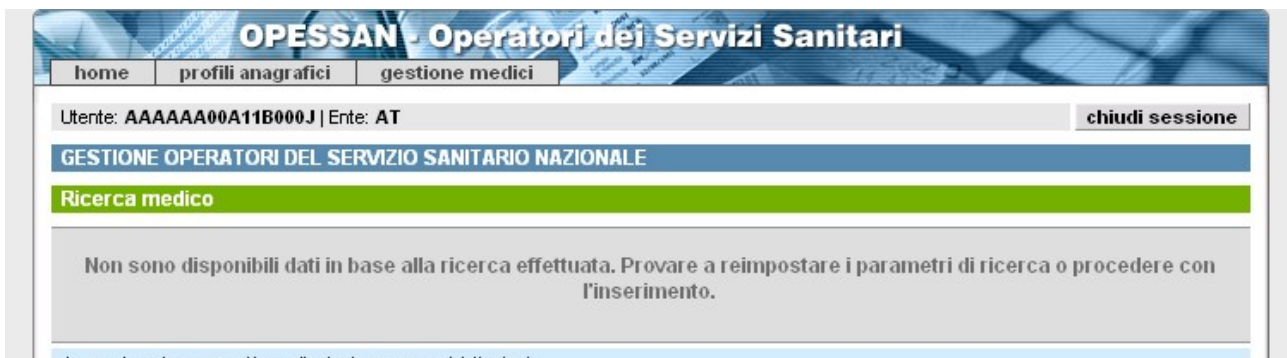 OPESSAN - Operatori dei Servizi Sanitari
home profili anagrafici gestione medici
Utente: AAAAAA00A11B000J | Ente: AT chiudi sessione
GESTIONE OPERATORI DEL SERVIZIO SANITARIO NAZIONALE
Ricerca medico
Non sono disponibili dati in base alla ricerca effettuata. Provare a reimpostare i parametri di ricerca o procedere con
l'inserimento.